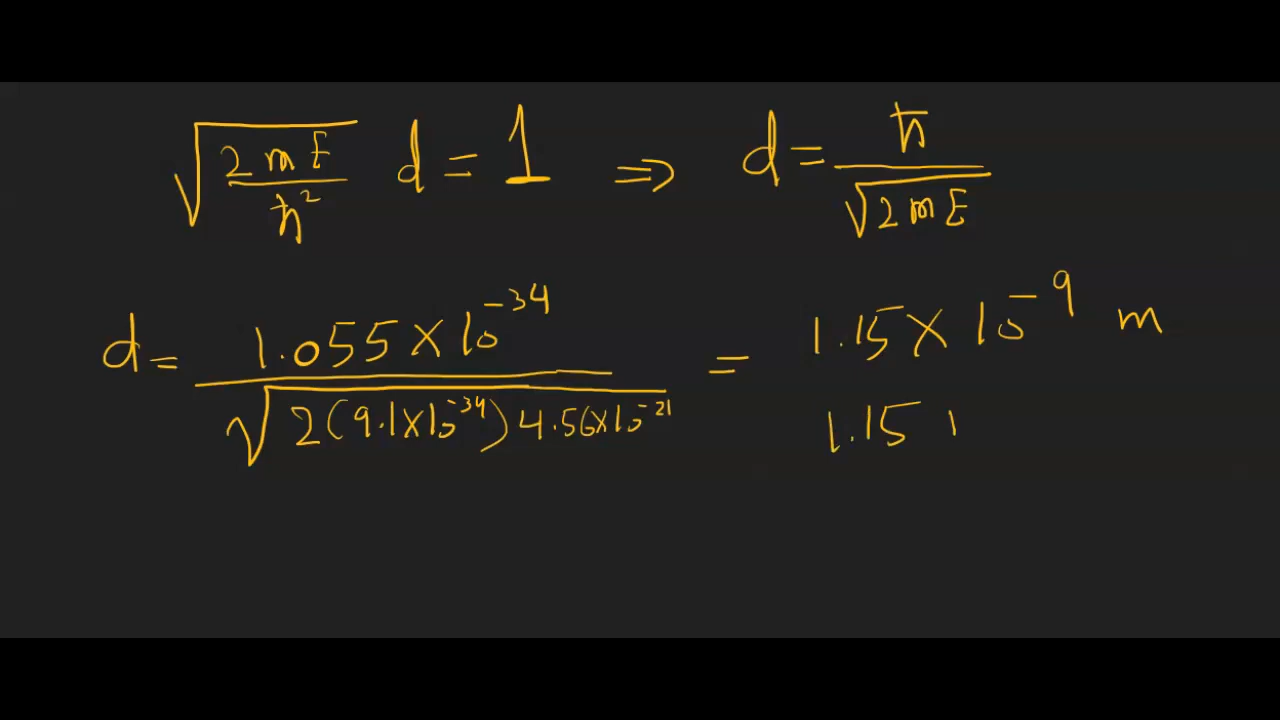 √(2mE/ħ²) d = 1 ⇒ d = ħ/√(2mE)
d = 1.055 × 10⁻³⁴ / √(2(9.1×10⁻³⁴) 4.56×10⁻²¹) = 1.15 × 10⁻⁹ m
1.15